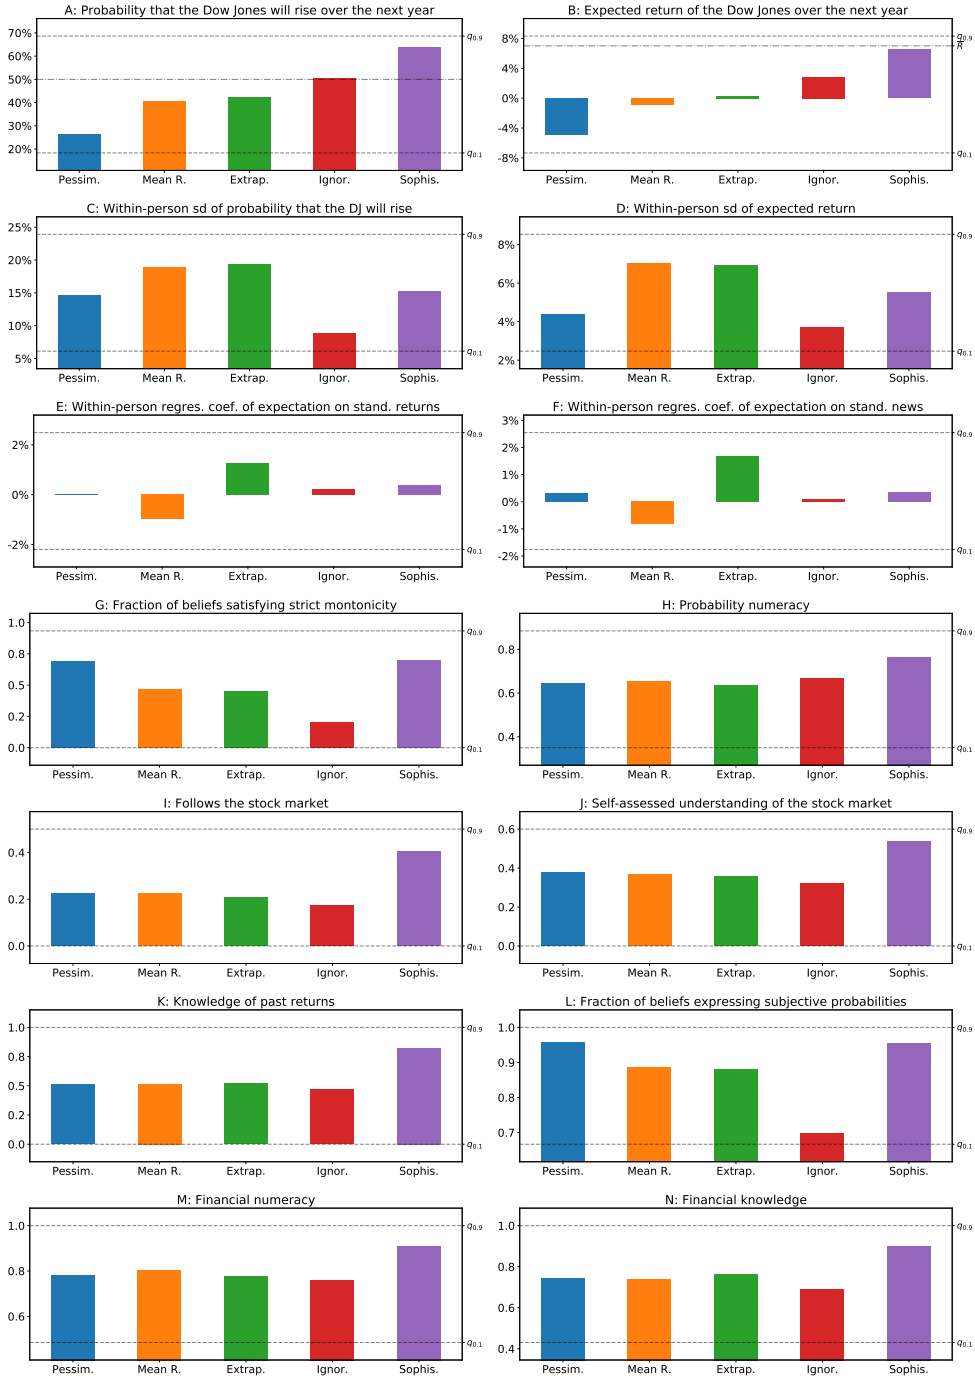 A: Probability that the Dow Jones will rise over the next year
70%
60%
50%
40%
30%
20%
q0.9
q0.1
Pessim. Mean R. Extrap. Ignor. Sophis.
B: Expected return of the Dow Jones over the next year
8%
4%
0%
-4%
-8%
q0.9
R̅
q0.1
Pessim. Mean R. Extrap. Ignor. Sophis.
C: Within-person sd of probability that the DJ will rise
25%
20%
15%
10%
5%
q0.9
q0.1
Pessim. Mean R. Extrap. Ignor. Sophis.
D: Within-person sd of expected return
8%
6%
4%
2%
q0.9
q0.1
Pessim. Mean R. Extrap. Ignor. Sophis.
E: Within-person regres. coef. of expectation on stand. returns
2%
0%
-2%
q0.9
q0.1
Pessim. Mean R. Extrap. Ignor. Sophis.
F: Within-person regres. coef. of expectation on stand. news
3%
2%
1%
0%
-1%
-2%
q0.9
q0.1
Pessim. Mean R. Extrap. Ignor. Sophis.
G: Fraction of beliefs satisfying strict montonicity
1.0
0.8
0.5
0.2
0.0
q0.9
q0.1
Pessim. Mean R. Extrap. Ignor. Sophis.
H: Probability numeracy
0.8
0.6
0.4
q0.9
q0.1
Pessim. Mean R. Extrap. Ignor. Sophis.
I: Follows the stock market
0.4
0.2
0.0
q0.9
q0.1
Pessim. Mean R. Extrap. Ignor. Sophis.
J: Self-assessed understanding of the stock market
0.6
0.4
0.2
0.0
q0.9
q0.1
Pessim. Mean R. Extrap. Ignor. Sophis.
K: Knowledge of past returns
1.0
0.8
0.5
0.2
0.0
q0.9
q0.1
Pessim. Mean R. Extrap. Ignor. Sophis.
L: Fraction of beliefs expressing subjective probabilities
1.0
0.9
0.8
0.7
q0.9
q0.1
Pessim. Mean R. Extrap. Ignor. Sophis.
M: Financial numeracy
1.0
0.8
0.6
q0.9
q0.1
Pessim. Mean R. Extrap. Ignor. Sophis.
N: Financial knowledge
1.0
0.8
0.6
0.4
q0.9
q0.1
Pessim. Mean R. Extrap. Ignor. Sophis.